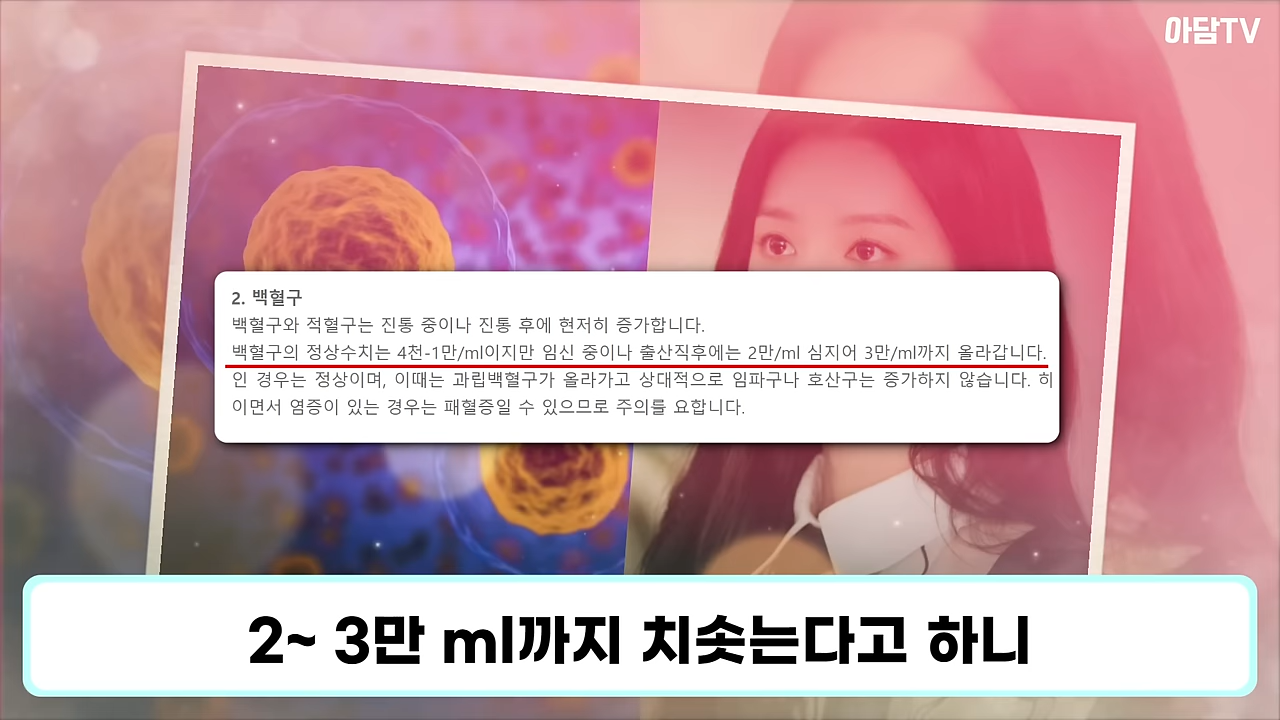 아담TV
2. 백혈구
백혈구와 적혈구는 진통 중이나 진통 후에 현저히 증가합니다.
백혈구의 정상수치는 4천-1만/ml이지만 임신 중이나 출산직후에는 2만/ml 심지어 3만/ml까지 올라갑니다.
인 경우는 정상이며, 이때는 과립백혈구가 올라가고 상대적으로 임파구나 호산구는 증가하지 않습니다. 히
이면서 염증이 있는 경우는 패혈증일 수 있으므로 주의를 요합니다.
2~ 3만 ml까지 치솟는다고 하니